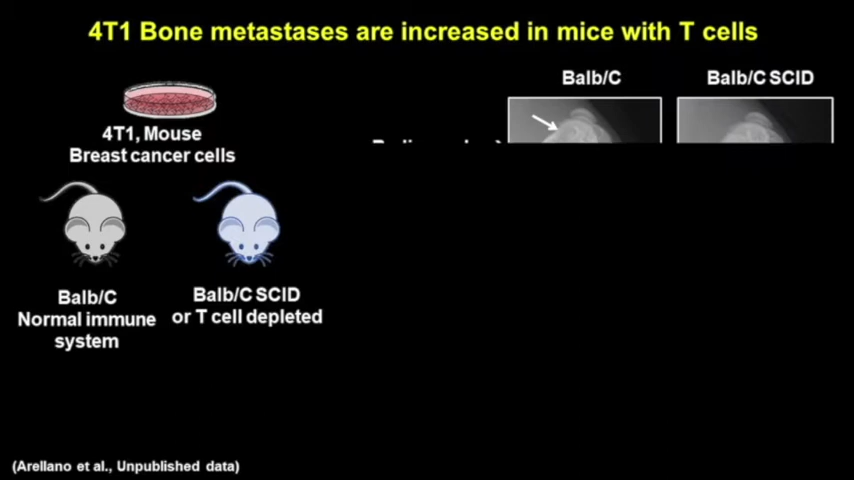 4T1 Bone metastases are increased in mice with T cells
Balb/C
Balb/C SCID
4T1, Mouse
Breast cancer cells
Balb/C
Normal immune
system
Balb/C SCID
or T cell depleted
(Arellano et al., Unpublished data)